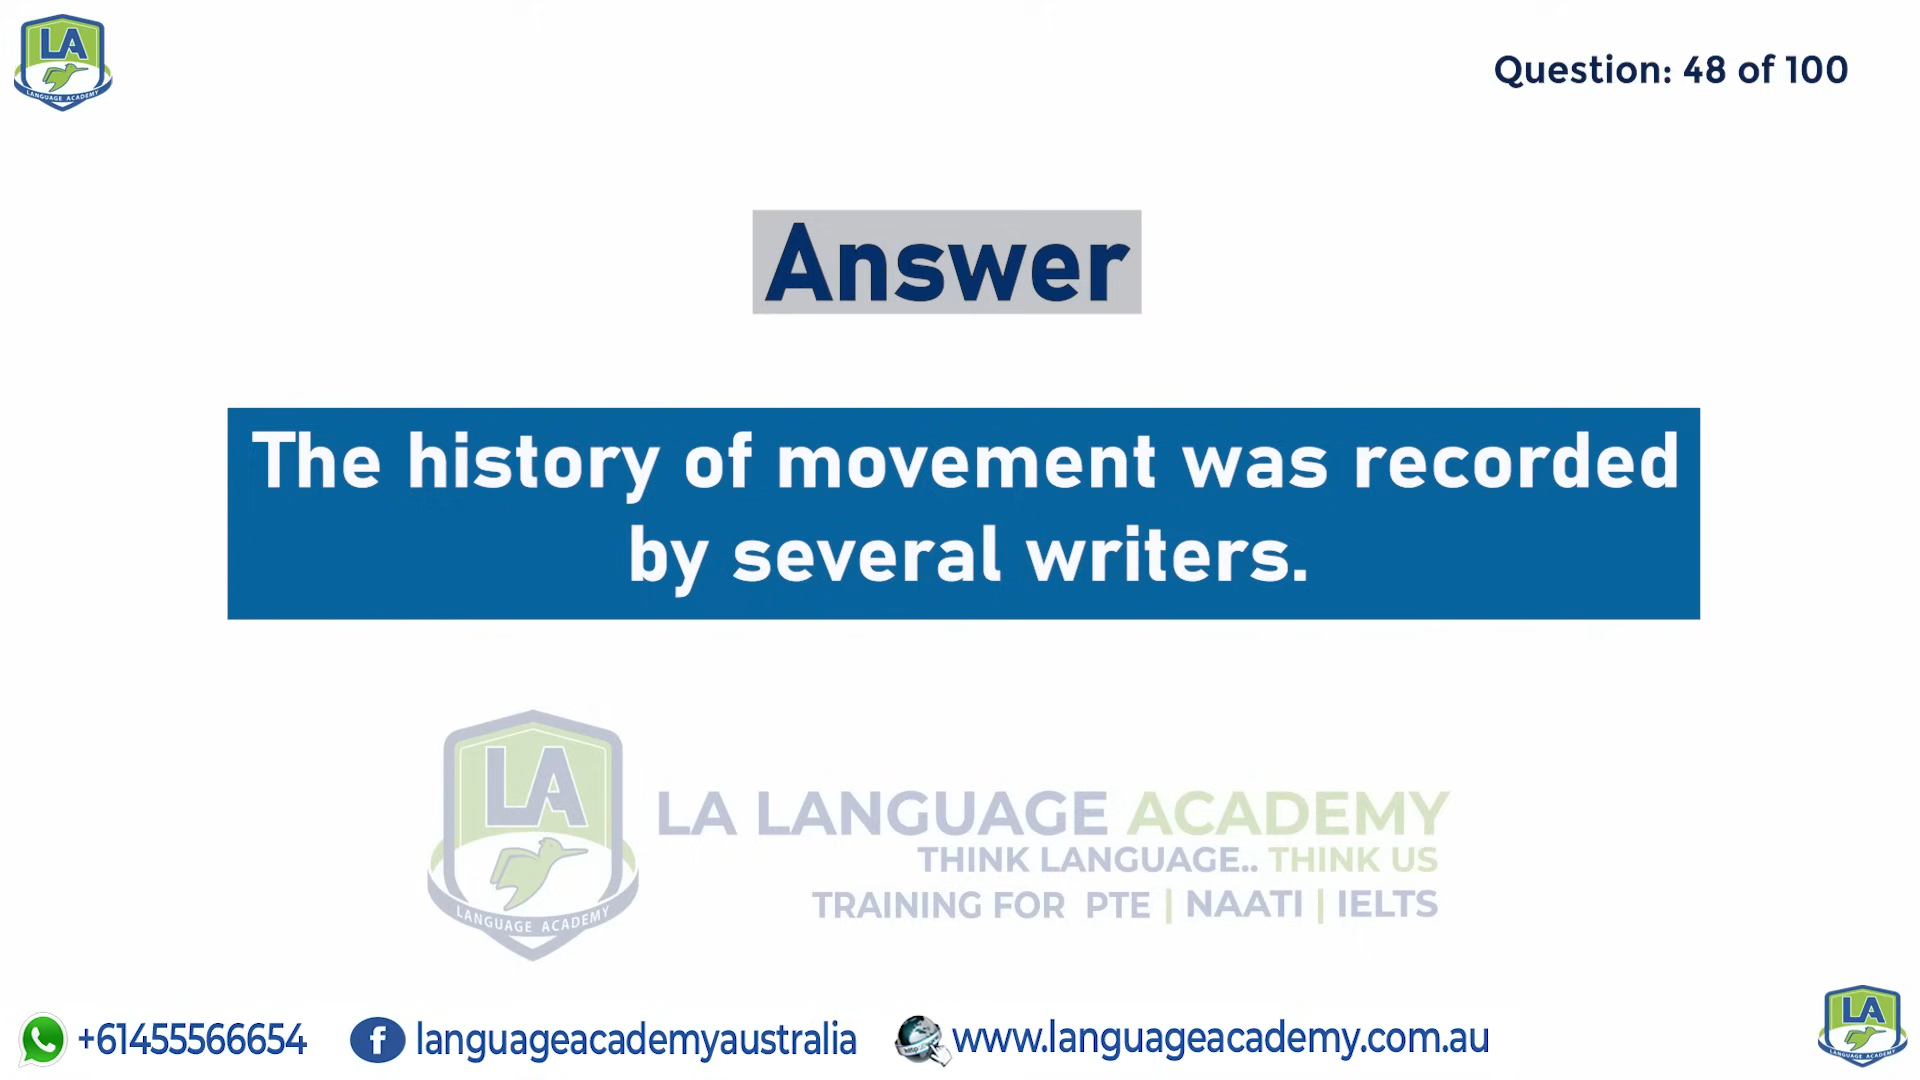 LA
LANGUAGE ACADEMY
Question: 48 of 100
Answer
The history of movement was recorded
by several writers.
LA
LANGUAGE ACADEMY
LA LANGUAGE ACADEMY
THINK LANGUAGE.. THINK US
TRAINING FOR PTE | NAATI | IELTS
+61455566654
f languageacademyaustralia
http www.languageacademy.com.au
LA
LANGUAGE ACADEMY